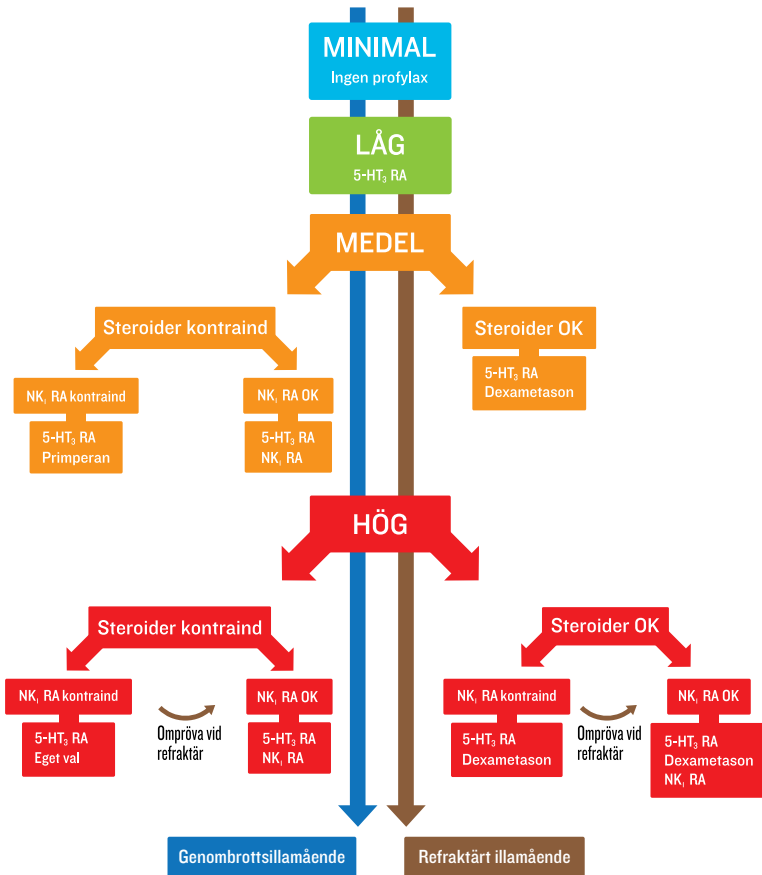 MINIMAL
Ingen profylax
LÅG
5-HT₃ RA
MEDEL
Steroider kontraind
Steroider OK
5-HT₃ RA
Dexametason
NK₁ RA kontraind
NK₁ RA OK
5-HT₃ RA
Primperan
5-HT₃ RA
NK₁ RA
HÖG
Steroider kontraind
Steroider OK
NK₁ RA kontraind
NK₁ RA OK
Ompröva vid
refraktär
5-HT₃ RA
Eget val
5-HT₃ RA
NK₁ RA
NK₁ RA kontraind
NK₁ RA OK
Ompröva vid
refraktär
5-HT₃ RA
Dexametason
5-HT₃ RA
Dexametason
NK₁ RA
Genombrottsillamående
Refraktärt illamående